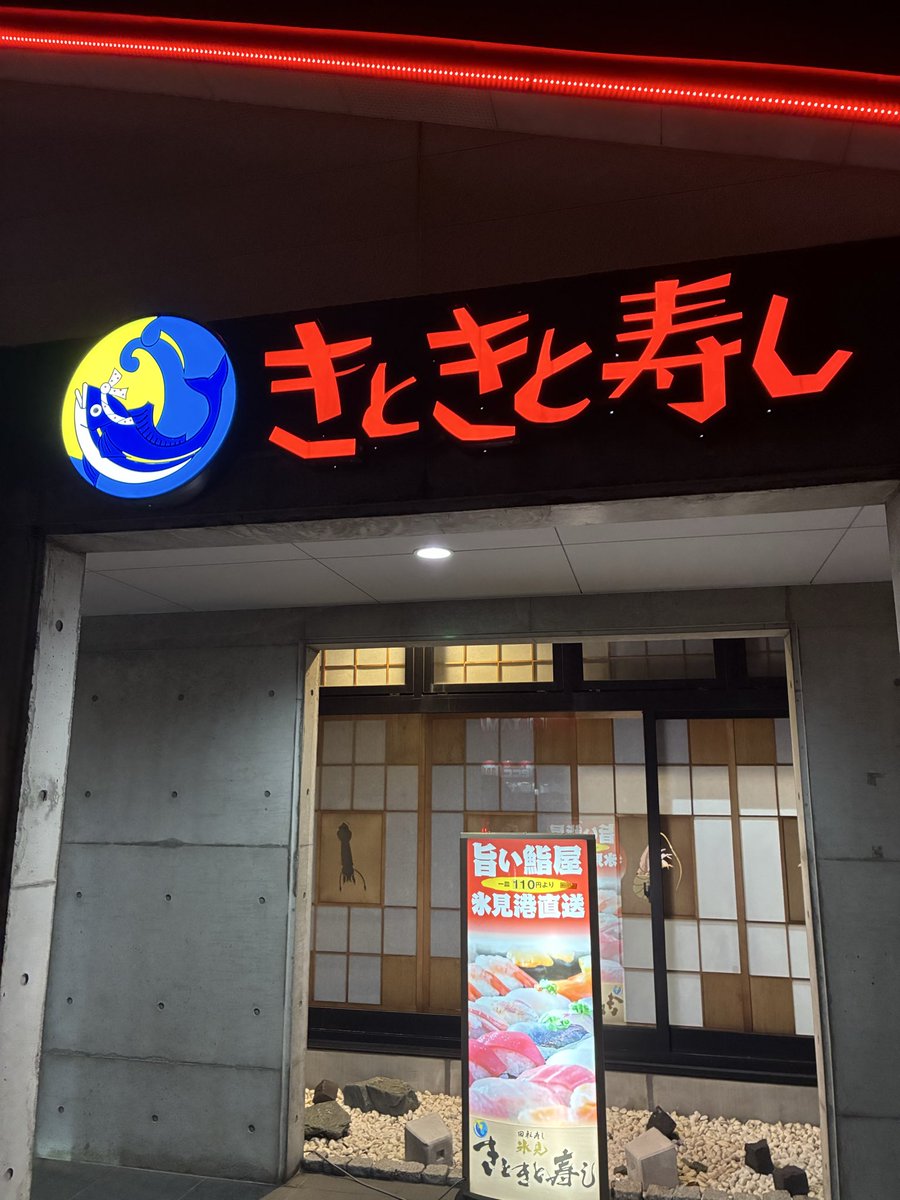 きときと寿し
旨い鮨屋
一皿110円より
氷見港直送
回転寿し
氷見
きときと寿し